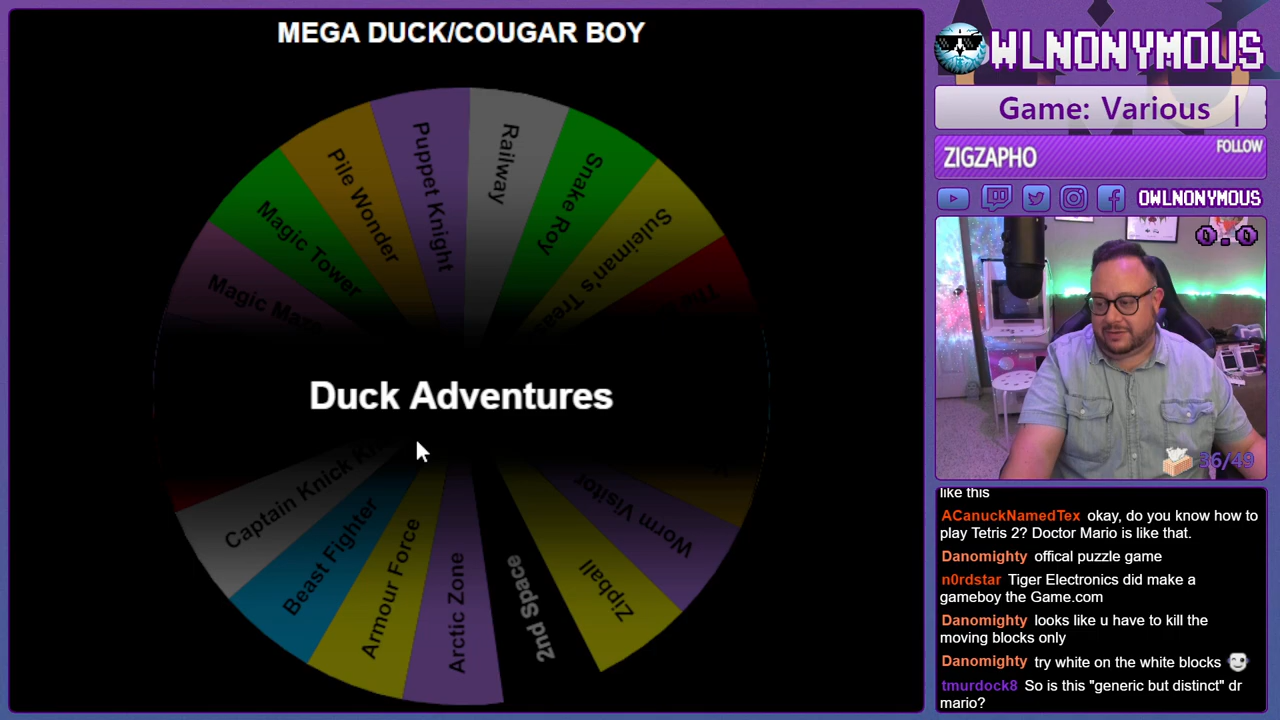 MEGA DUCK/COUGAR BOY
Railway
Snake Roy
Suleiman's
Puppet Knight
Pile Wonder
Magic Tower
Magic
Duck Adventures
Captain Knick
Beast Fighter
Armour Force
Arctic Zone
2nd Space
Zipball
Worm Visitor
OWLNONYMOUS
Game: Various |
ZIGZAPHO
FOLLOW
OWLNONYMOUS
0.0
36/49
like this
ACanuckNamedTex okay, do you know how to
play Tetris 2? Doctor Mario is like that.
Danomighty offical puzzle game
n0rdstar Tiger Electronics did make a
gameboy the Game.com
Danomighty looks like u have to kill the
moving blocks only
Danomighty try white on the white blocks
tmurdock8 So is this "generic but distinct" dr
mario?